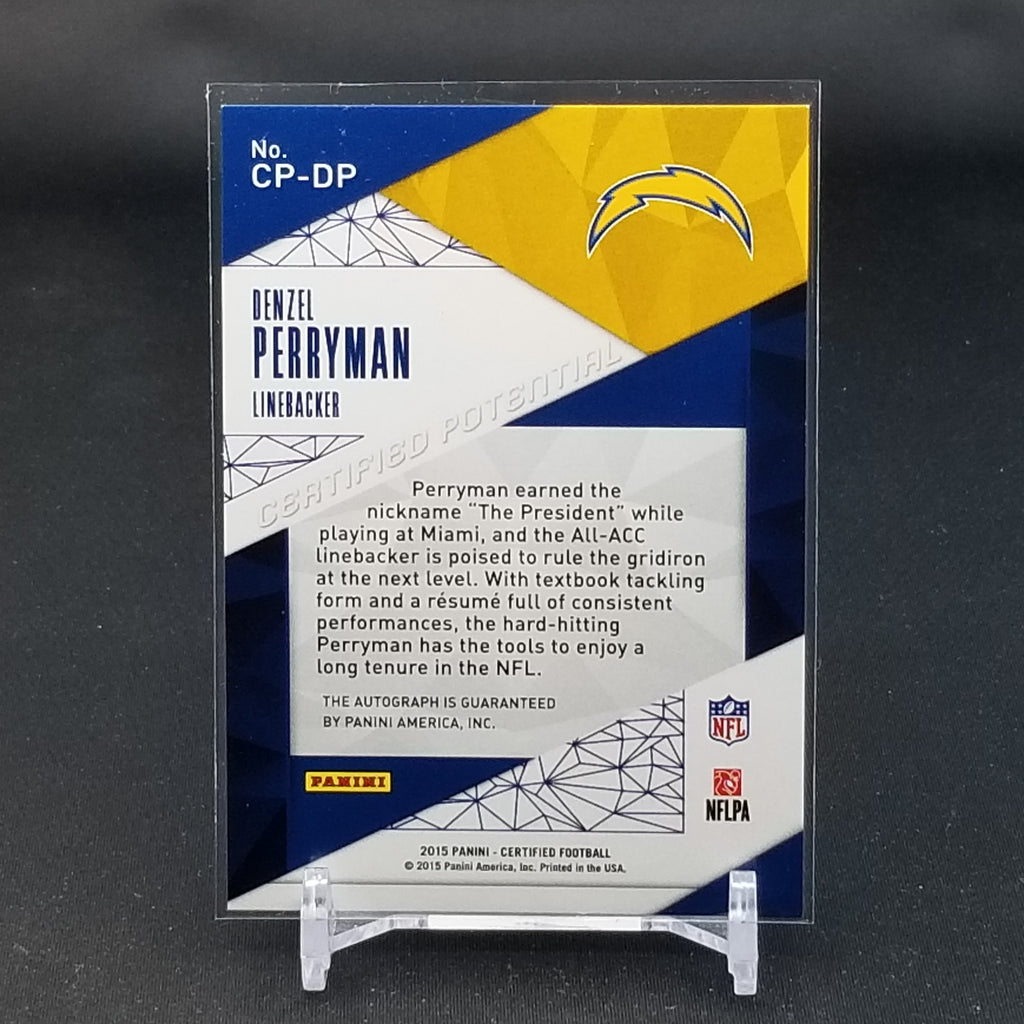 No.
CP-DP
DENZEL
PERRYMAN
LINEBACKER
CERTIFIED POTENTIAL
Perryman earned the
nickname “The President” while
playing at Miami, and the All-ACC
linebacker is poised to rule the gridiron
at the next level. With textbook tackling
form and a résumé full of consistent
performances, the hard-hitting
Perryman has the tools to enjoy a
long tenure in the NFL.
THE AUTOGRAPH IS GUARANTEED
BY PANINI AMERICA, INC.
NFL
PANINI
NFLPA
2015 PANINI - CERTIFIED FOOTBALL
© 2015 Panini America, Inc. Printed in the USA.